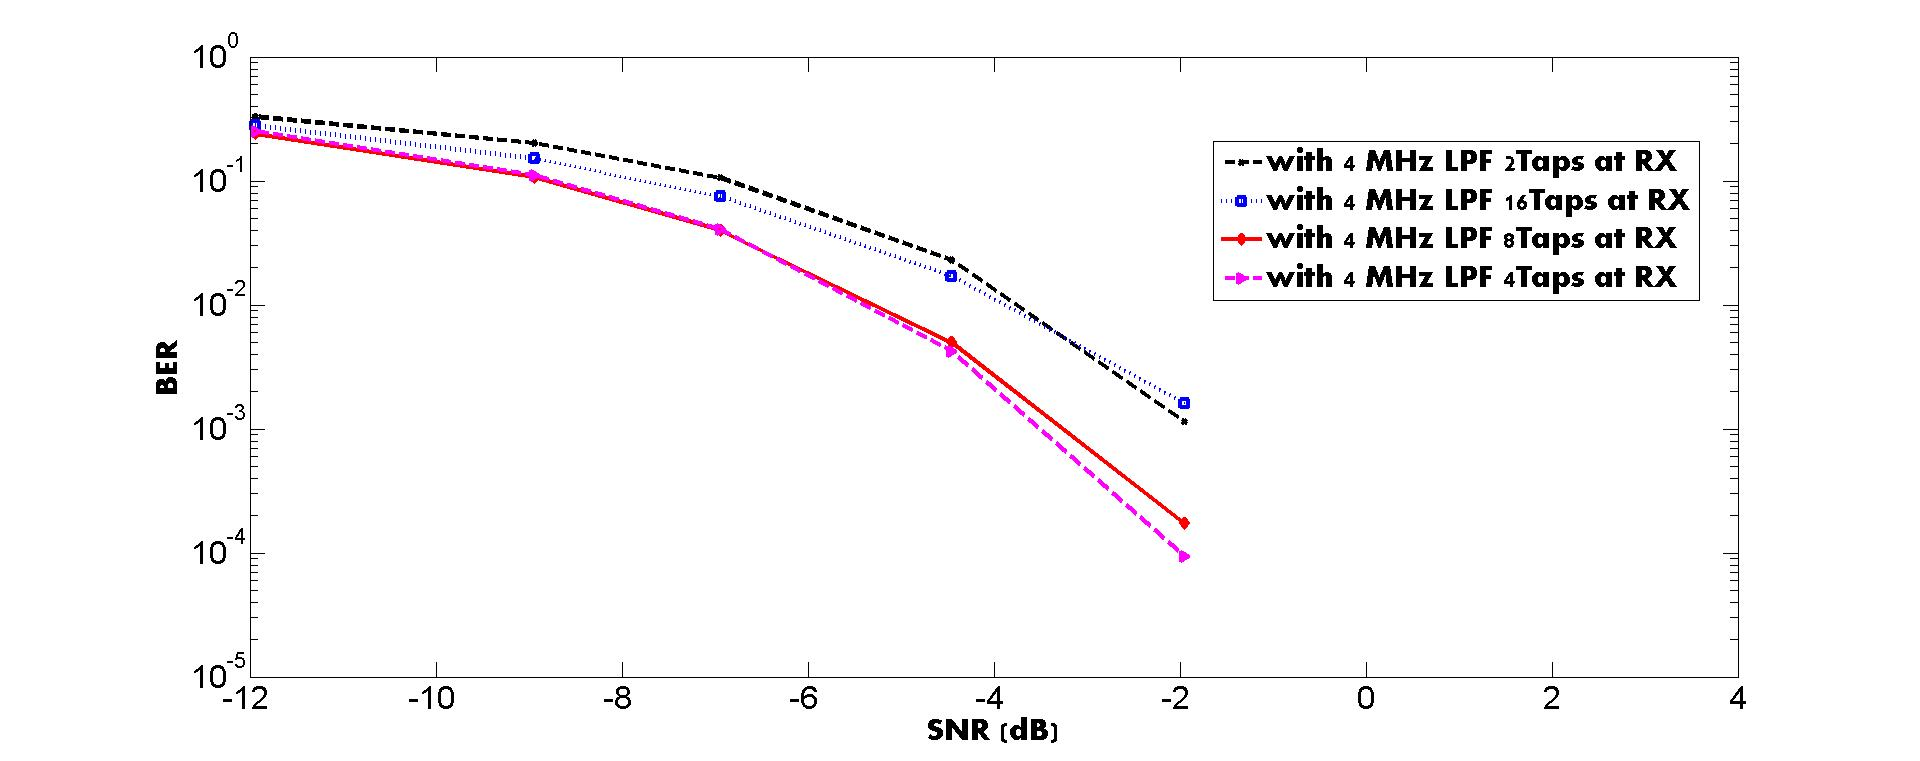 10^0
10^-1
10^-2
10^-3
10^-4
10^-5
BER
with 4 MHz LPF 2Taps at RX
with 4 MHz LPF 16Taps at RX
with 4 MHz LPF 8Taps at RX
with 4 MHz LPF 4Taps at RX
-12 -10 -8 -6 -4 -2 0 2 4
SNR (dB)